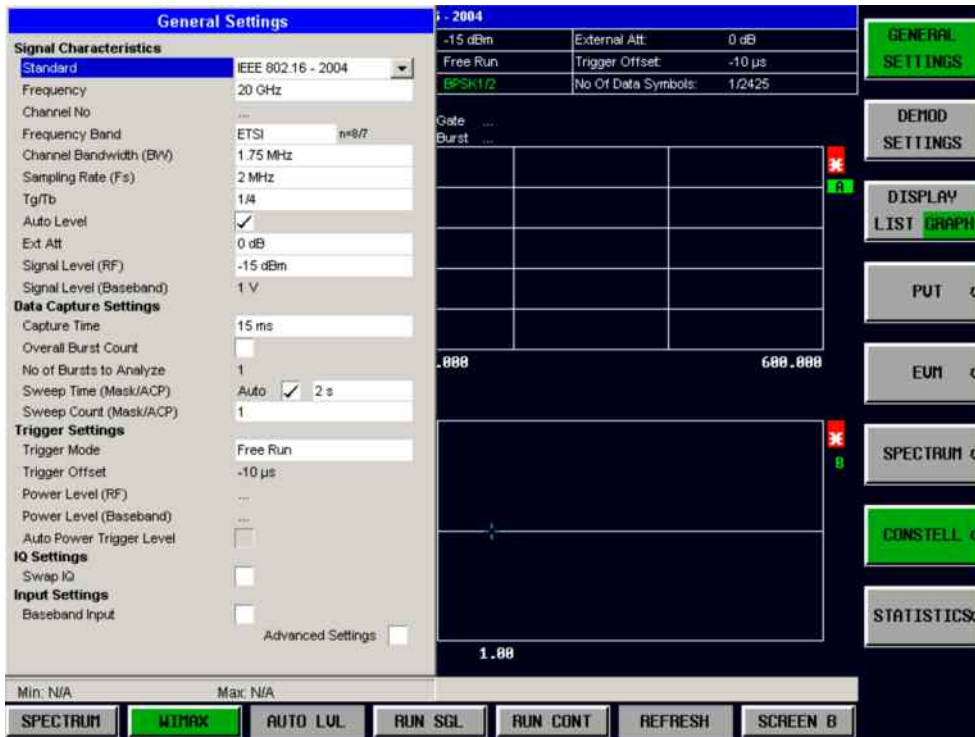 General Settings
Signal Characteristics
Standard IEEE 802.16 - 2004
Frequency 20 GHz
Channel No ...
Frequency Band ETSI n=8/7
Channel Bandwidth (BW) 1.75 MHz
Sampling Rate (Fs) 2 MHz
Tg/Tb 1/4
Auto Level
Ext Att 0 dB
Signal Level (RF) -15 dBm
Signal Level (Baseband) 1 V
Data Capture Settings
Capture Time 15 ms
Overall Burst Count
No of Bursts to Analyze 1
Sweep Time (Mask/ACP) Auto 2 s
Sweep Count (Mask/ACP) 1
Trigger Settings
Trigger Mode Free Run
Trigger Offset -10 µs
Power Level (RF) ...
Power Level (Baseband) ...
Auto Power Trigger Level
IQ Settings
Swap IQ
Input Settings
Baseband Input
Advanced Settings
Min: N/A Max: N/A
- 2004
-15 dBm External Att: 0 dB
Free Run Trigger Offset: -10 µs
BPSK1/2 No Of Data Symbols: 1/2425
Gate ...
Burst ...
A
.000 600.000
B
1.00
GENERAL
SETTINGS
DEMOD
SETTINGS
DISPLAY
LIST GRAPH
PVT
EVM
SPECTRUM
CONSTELL
STATISTICS
SPECTRUM WIMAX AUTO LVL RUN SGL RUN CONT REFRESH SCREEN B